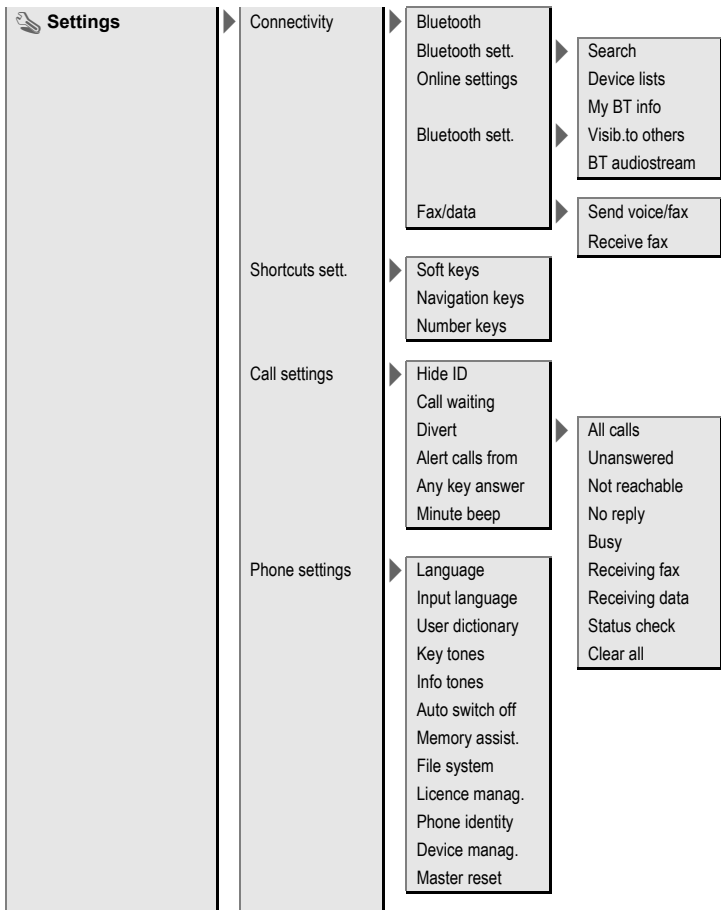 Settings
Connectivity
Bluetooth
Bluetooth sett.
Search
Online settings
Device lists
My BT info
Bluetooth sett.
Visib.to others
BT audiostream
Fax/data
Send voice/fax
Receive fax
Shortcuts sett.
Soft keys
Navigation keys
Number keys
Call settings
Hide ID
Call waiting
Divert
All calls
Alert calls from
Unanswered
Any key answer
Not reachable
Minute beep
No reply
Busy
Phone settings
Language
Receiving fax
Input language
Receiving data
User dictionary
Status check
Key tones
Clear all
Info tones
Auto switch off
Memory assist.
File system
Licence manag.
Phone identity
Device manag.
Master reset